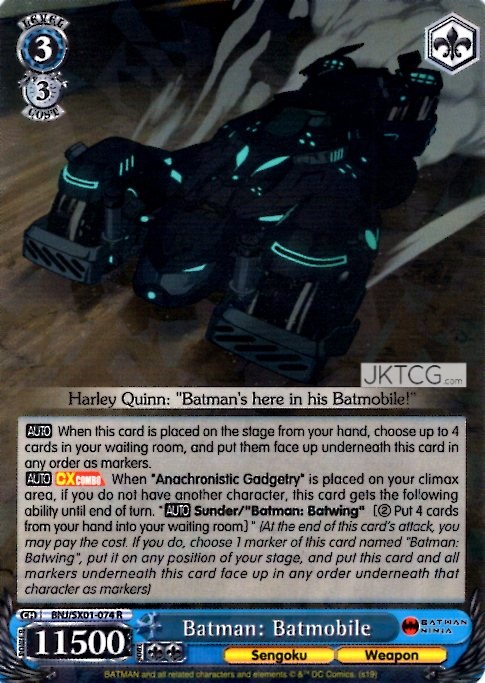 LEVEL
3
3
COST
JKTCG.com
Harley Quinn: "Batman's here in his Batmobile!"
AUTO When this card is placed on the stage from your hand, choose up to 4
cards in your waiting room, and put them face up underneath this card in
any order as markers.
AUTO CX COMBO When "Anachronistic Gadgetry" is placed on your climax
area, if you do not have another character, this card gets the following
ability until end of turn. "AUTO Sunder/"Batman: Batwing" [② Put 4 cards
from your hand into your waiting room]" (At the end of this card's attack, you
may pay the cost. If you do, choose 1 marker of this card named "Batman:
Batwing", put it on any position of your stage, and put this card and all
markers underneath this card face up in any order underneath that
character as markers)
CH BNJ/SX01-074 R
POWER 11500 SOUL Batman: Batmobile BATMAN NINJA
Sengoku Weapon
BATMAN and all related characters and elements © & ™ DC Comics. (s19)